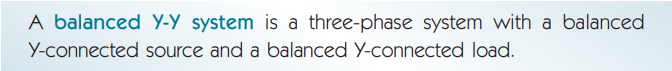 A balanced Y-Y system is a three-phase system with a balanced
Y-connected source and a balanced Y-connected load.